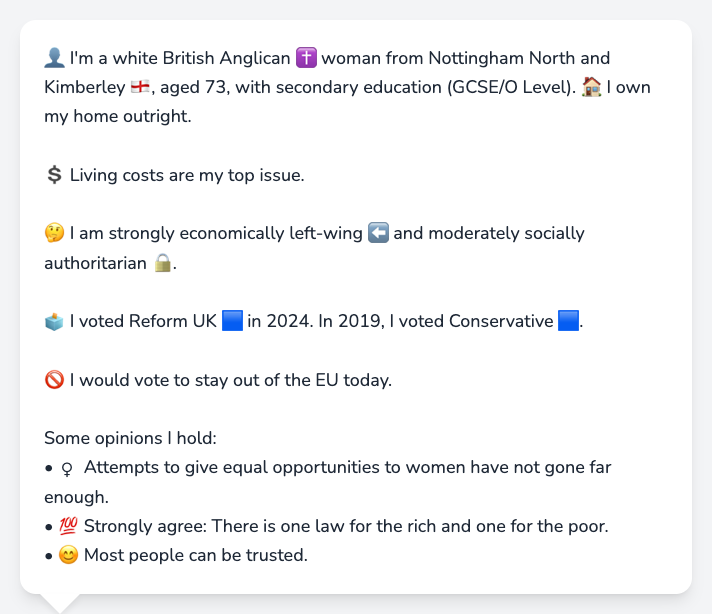 👤 I'm a white British Anglican ✝️ woman from Nottingham North and
Kimberley 🏴󠁧󠁢󠁥󠁮󠁧󠁿, aged 73, with secondary education (GCSE/O Level). 🏠 I own
my home outright.
💲 Living costs are my top issue.
🤔 I am strongly economically left-wing ⬅️ and moderately socially
authoritarian 🔒.
🗳️ I voted Reform UK 🟦 in 2024. In 2019, I voted Conservative 🟦.
🚫 I would vote to stay out of the EU today.
Some opinions I hold:
• ♀ Attempts to give equal opportunities to women have not gone far
enough.
• 💯 Strongly agree: There is one law for the rich and one for the poor.
• 😊 Most people can be trusted.